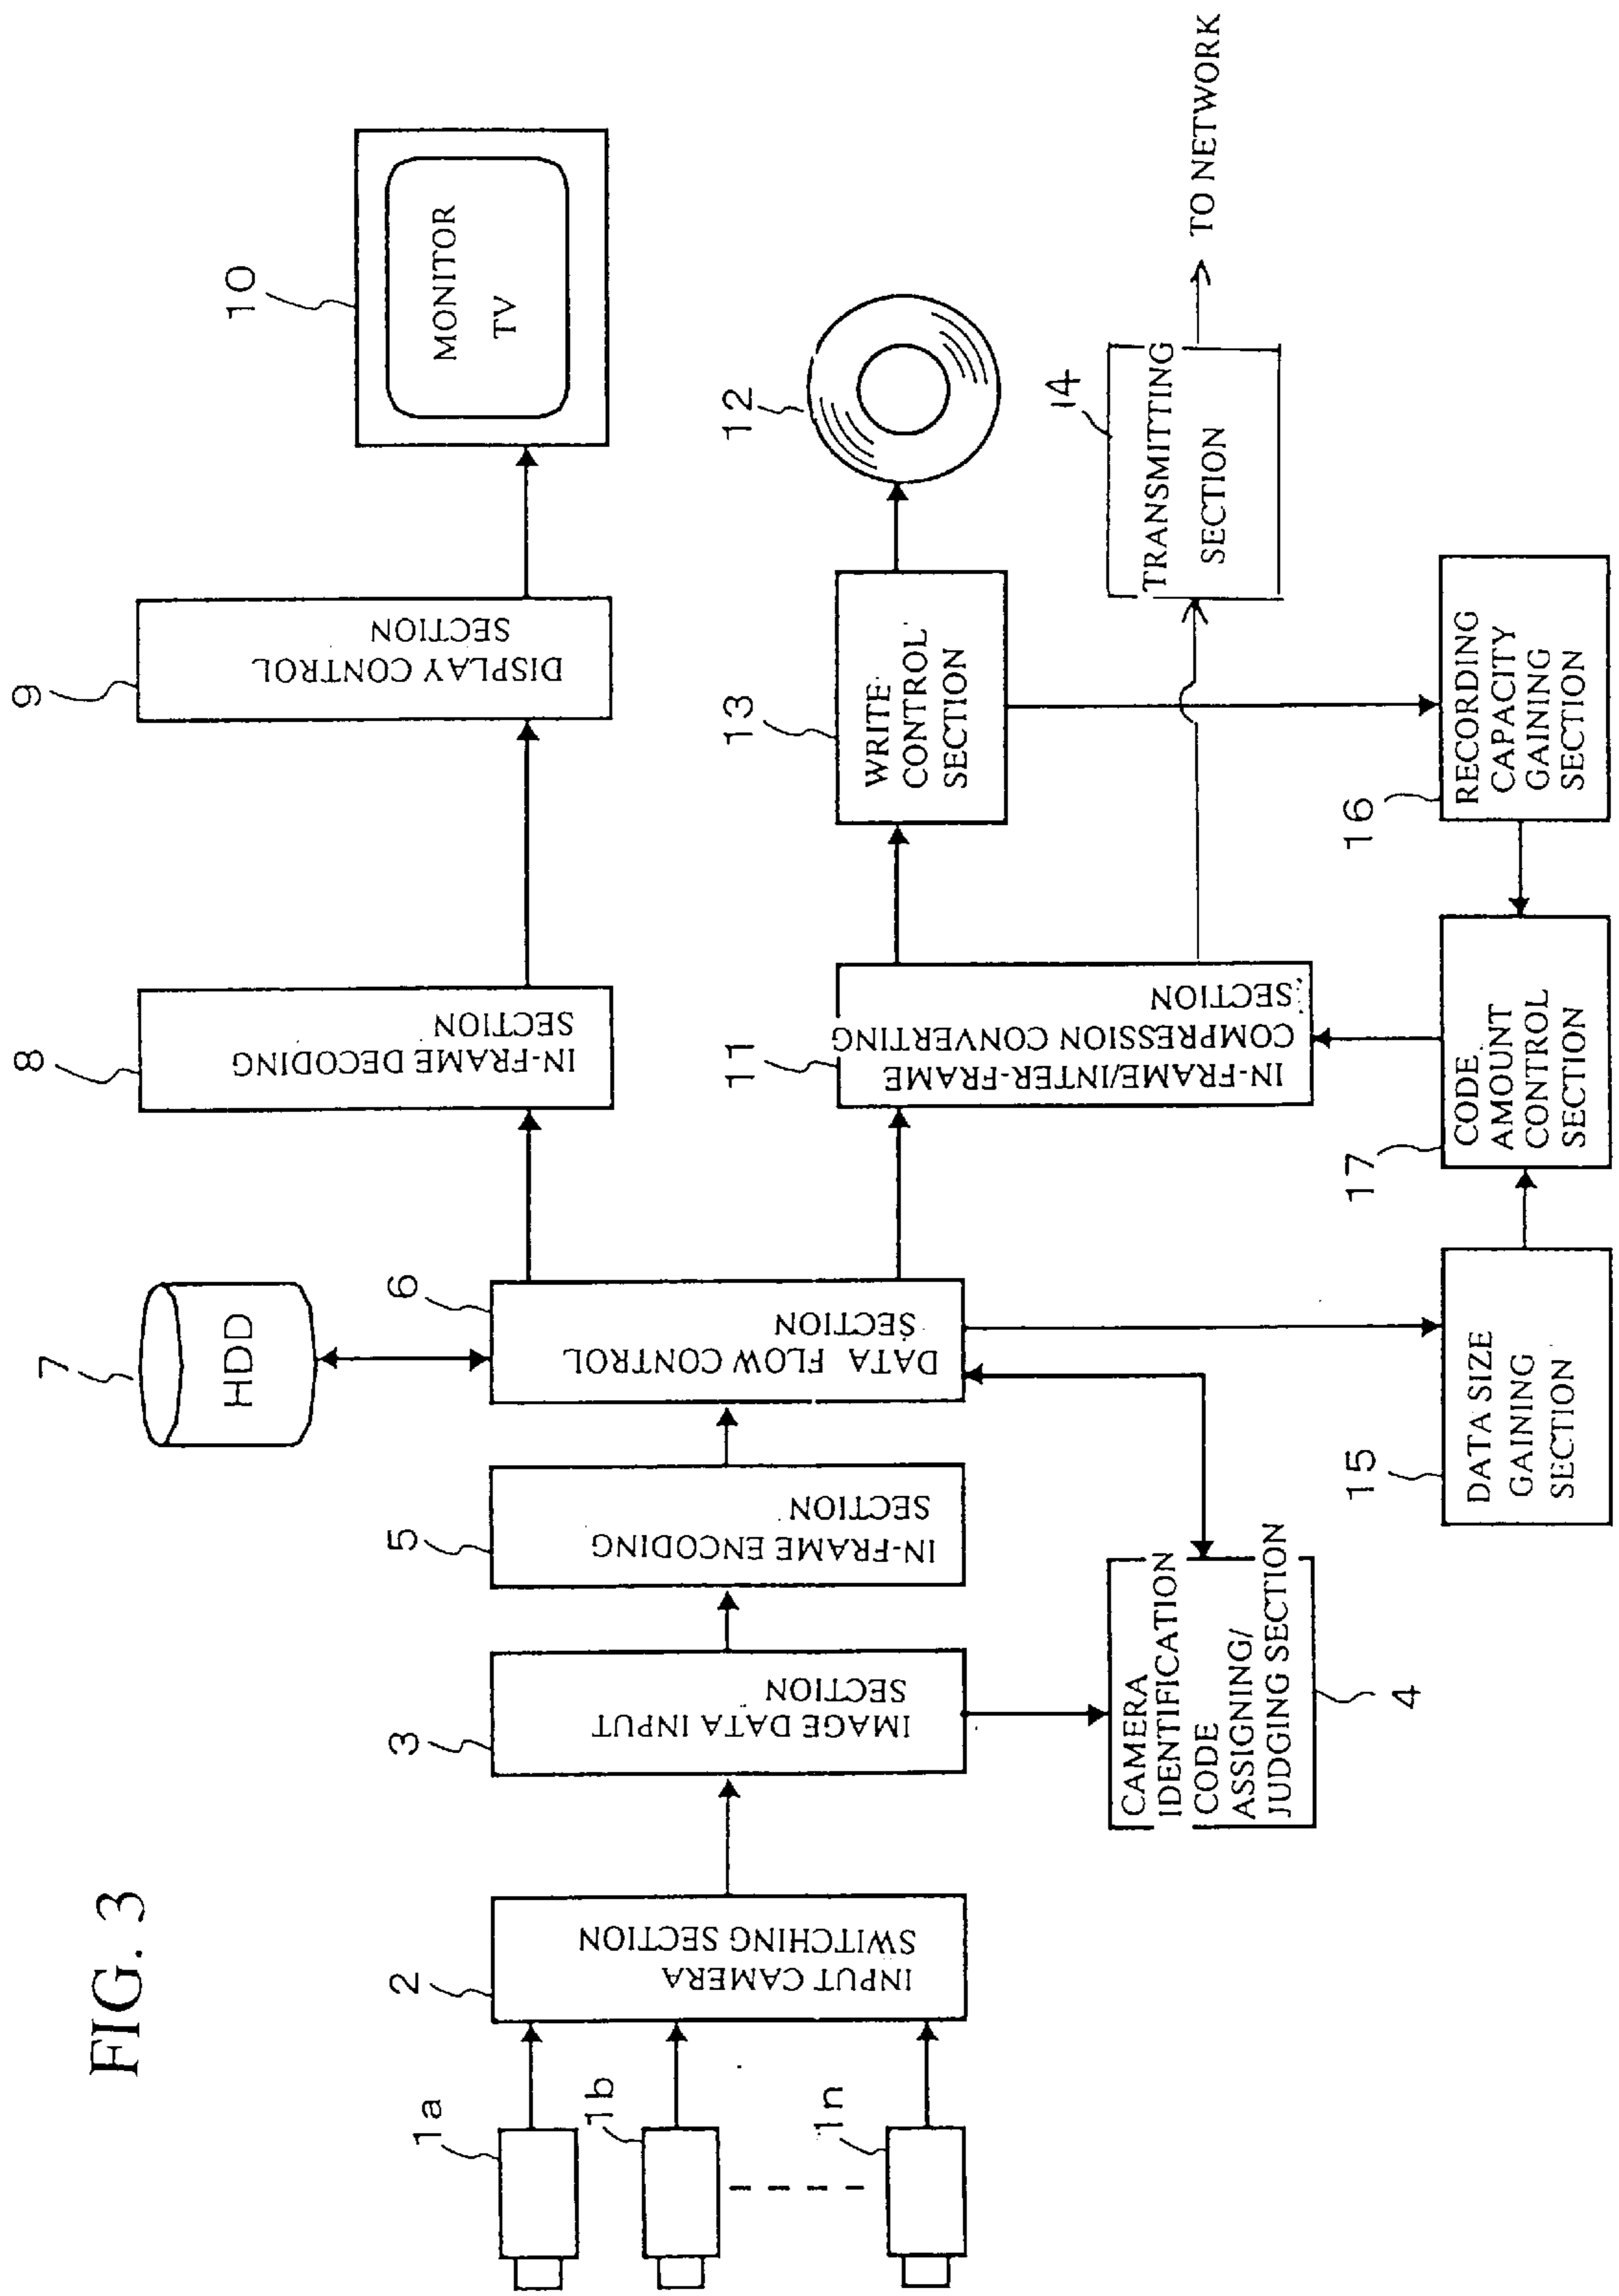 FIG. 3
1a
1b
1n
2
INPUT CAMERA
SWITCHING SECTION
3
IMAGE DATA INPUT
SECTION
4
CAMERA
IDENTIFICATION
CODE
ASSIGNING/
JUDGING SECTION
5
IN-FRAME ENCODING
SECTION
6
DATA FLOW CONTROL
SECTION
7
HDD
8
IN-FRAME DECODING
SECTION
9
DISPLAY CONTROL
SECTION
10
MONITOR
TV
11
IN-FRAME/INTER-FRAME
COMPRESSION CONVERTING
SECTION
13
WRITE
CONTROL
SECTION
12
14
TRANSMITING
SECTION
TO NETWORK
15
DATA SIZE
GAINING
SECTION
17
CODE
AMOUNT
CONTROL
SECTION
16
RECORDING
CAPACITY
GAINING
SECTION